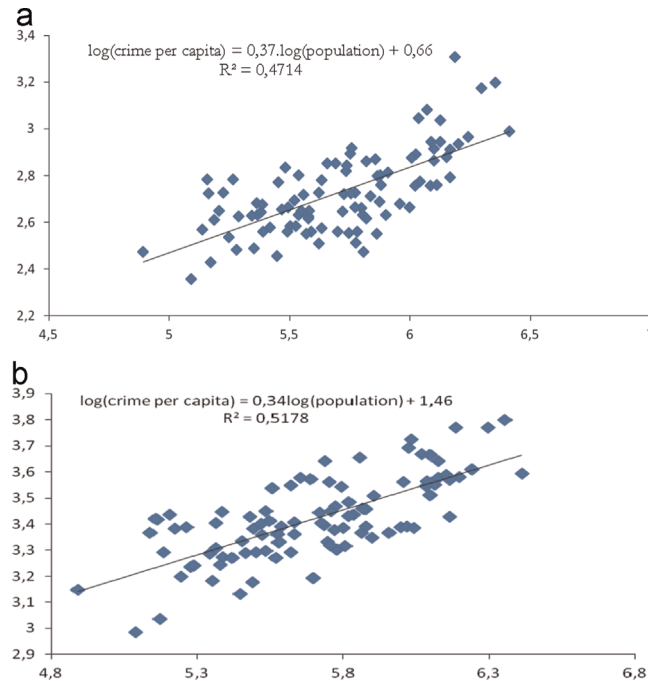 a
3,4
log(crime per capita) = 0,37.log(population) + 0,66
R² = 0,4714
3,2
3
2,8
2,6
2,4
2,2
4,5 5 5,5 6 6,5
b
3,9
log(crime per capita) = 0,34log(population) + 1,46
R² = 0,5178
3,8
3,7
3,6
3,5
3,4
3,3
3,2
3,1
3
2,9
4,8 5,3 5,8 6,3 6,8